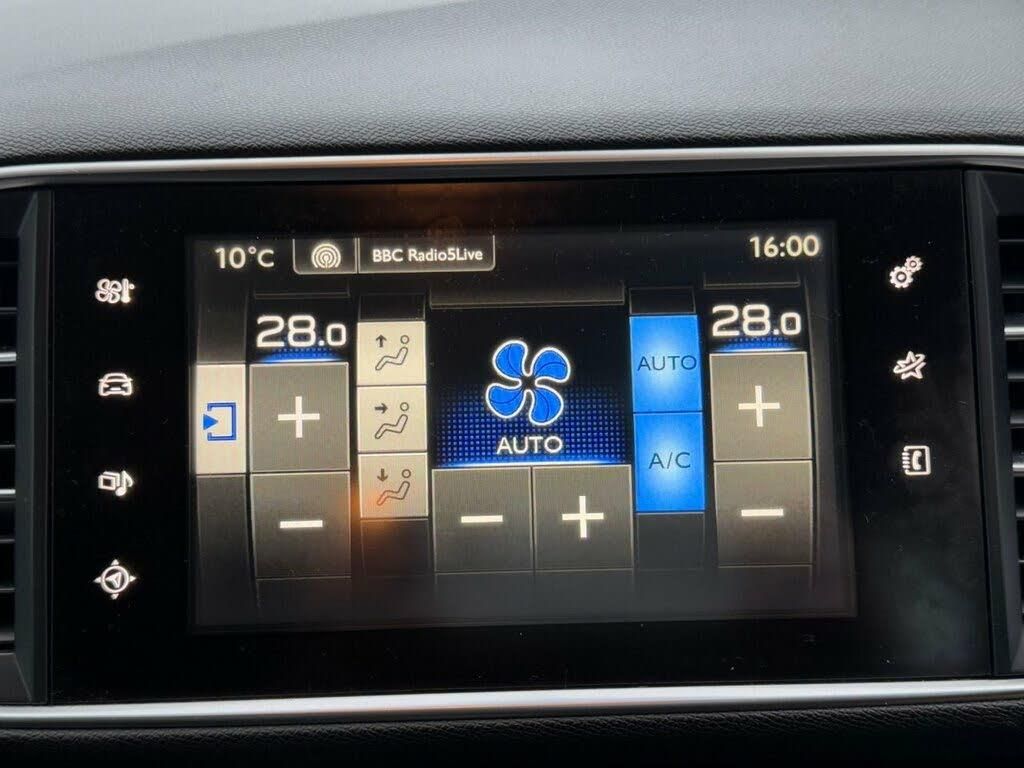 10°C BBC Radio5Live 16:00
28.0 28.0
AUTO
A/C
AUTO